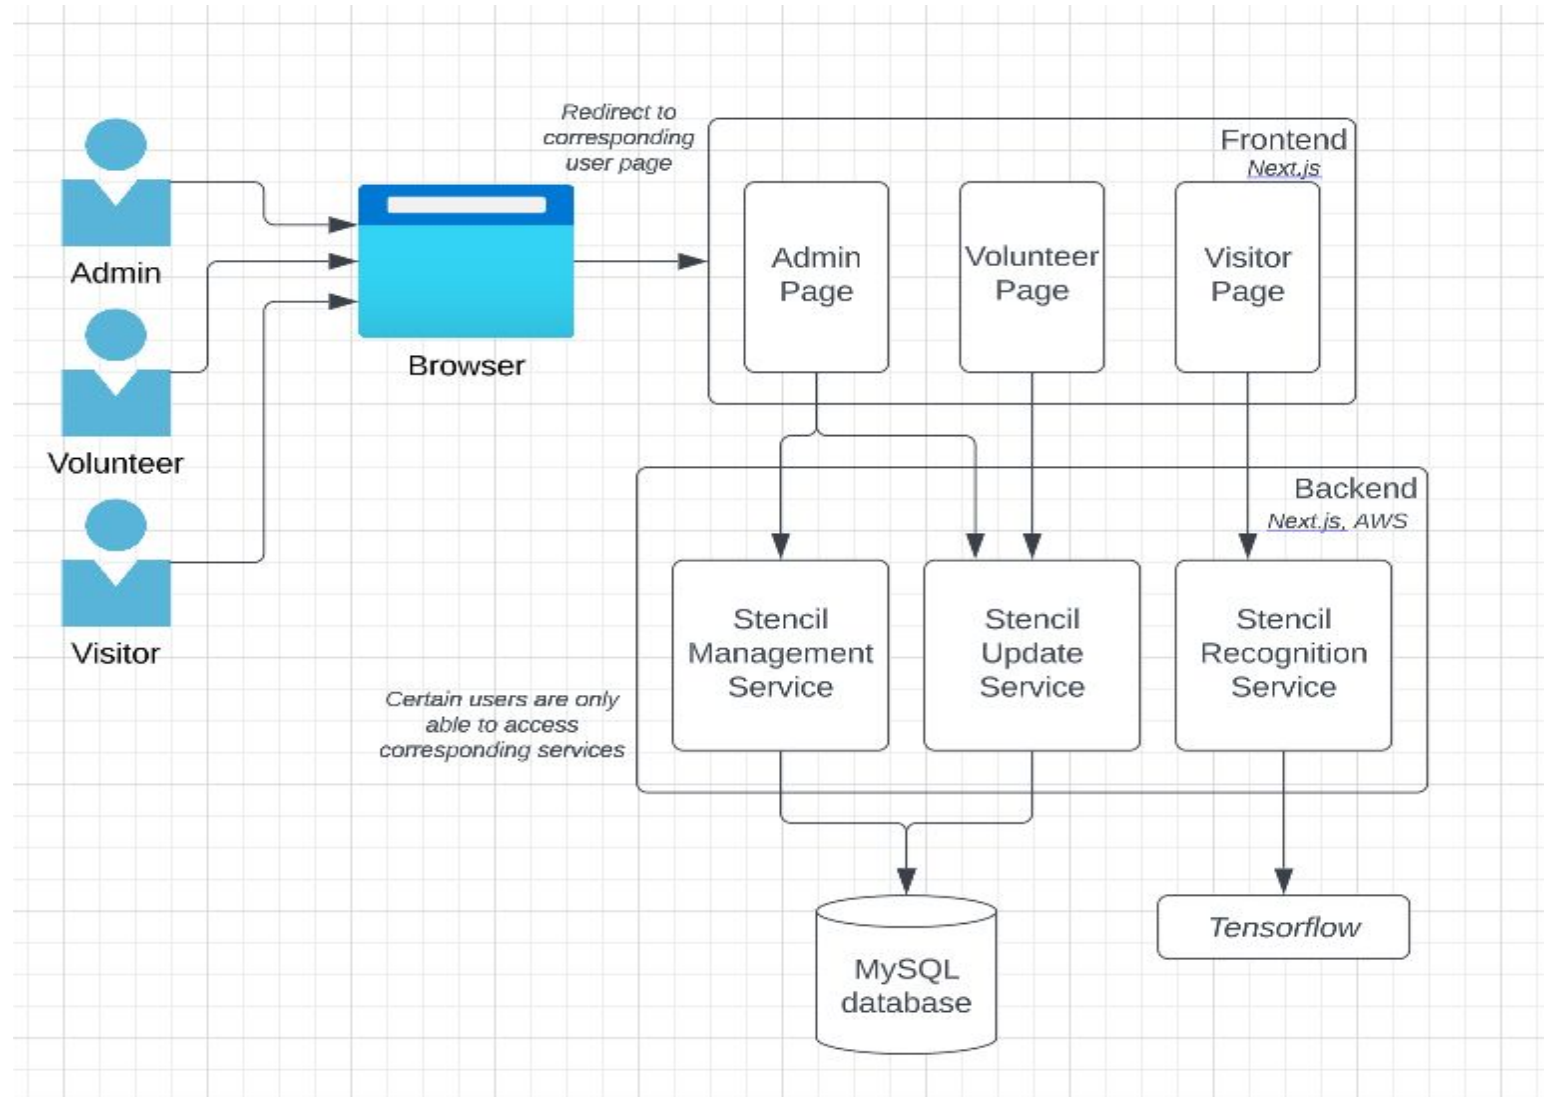 Redirect to
corresponding
user page
Frontend
Next.js
Admin
Page
Volunteer
Page
Visitor
Page
Admin
Browser
Volunteer
Backend
Next.js, AWS
Visitor
Stencil
Management
Service
Stencil
Update
Service
Stencil
Recognition
Service
Certain users are only
able to access
corresponding services
MySQL
database
Tensorflow